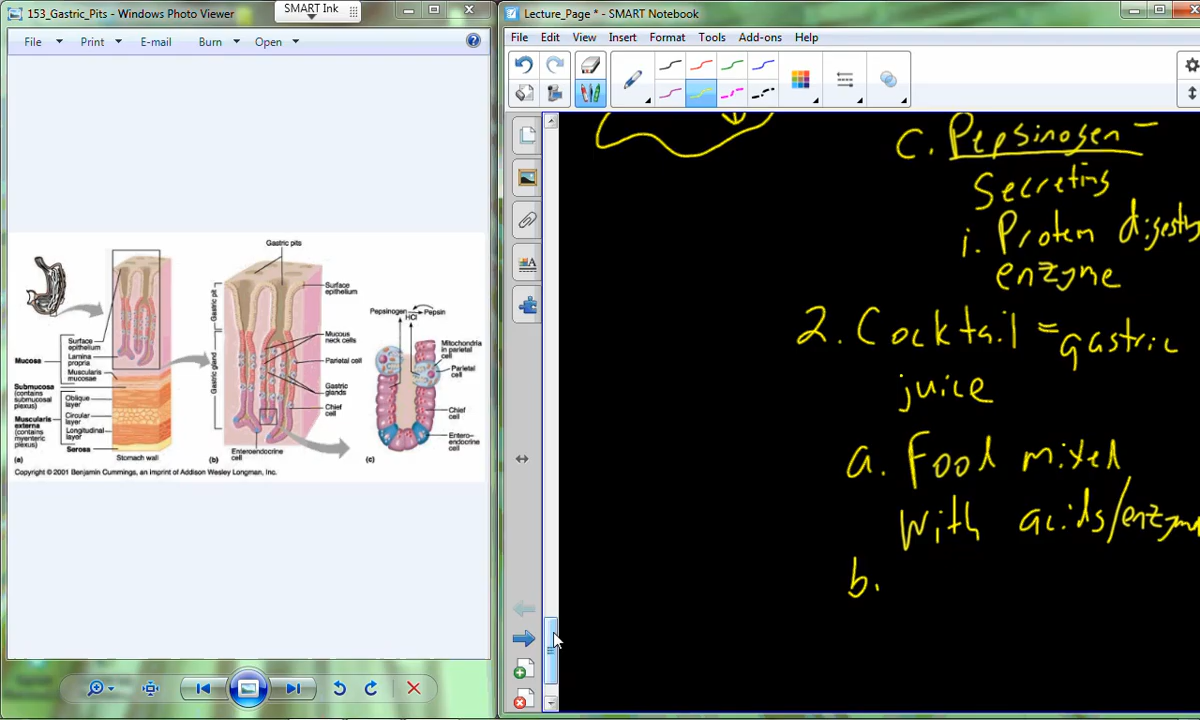 153_Gastric_Pits - Windows Photo Viewer
SMART Ink
File Print E-mail Burn Open
Gastric pits
Surface
epithelium
Gastric pit
Gastric gland
Mucous
neck cells
Parietal cell
Gastric
glands
Chief
cell
Enteroendocrine
cell
(b)
Surface
epithelium
Lamina
propria
Mucosa
Muscularis
mucosae
Submucosa
(contains
submucosal
plexus)
Oblique
layer
Muscularis
externa
(contains
myenteric
plexus)
Circular
layer
Longitudinal
layer
Serosa
Stomach wall
(a)
Pepsinogen
Pepsin
HCl
Mitochondria
in parietal
cell
Parietal
cell
Chief
cell
Entero-
endocrine
cell
(c)
Copyright © 2001 Benjamin Cummings, an imprint of Addison Wesley Longman, Inc.
Lecture_Page * - SMART Notebook
File Edit View Insert Format Tools Add-ons Help
C. Pepsinogen -
Secreting
i. Protein
enzyme
2. Cocktail = gastric
juice
a. Food mixed
with acids/
b.